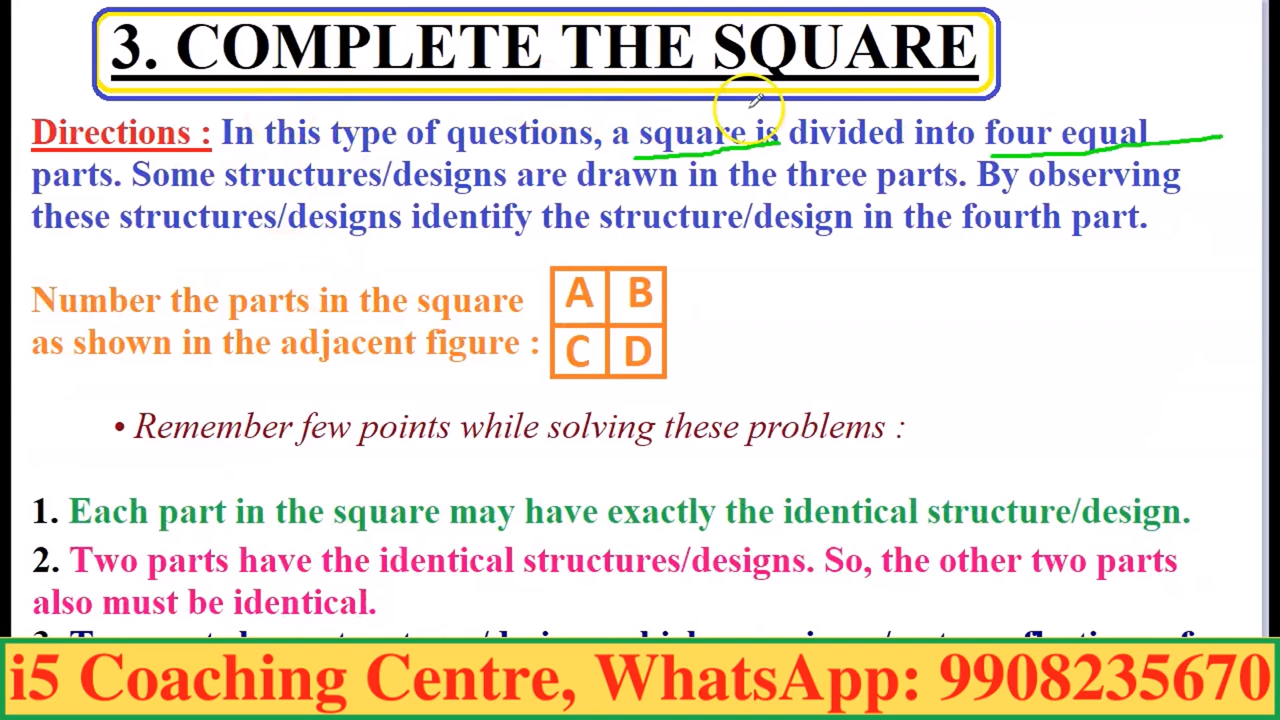 3. COMPLETE THE SQUARE
Directions : In this type of questions, a square is divided into four equal
parts. Some structures/designs are drawn in the three parts. By observing
these structures/designs identify the structure/design in the fourth part.
Number the parts in the square
as shown in the adjacent figure :
A B
C D
• Remember few points while solving these problems :
1. Each part in the square may have exactly the identical structure/design.
2. Two parts have the identical structures/designs. So, the other two parts
also must be identical.
i5 Coaching Centre, WhatsApp: 9908235670